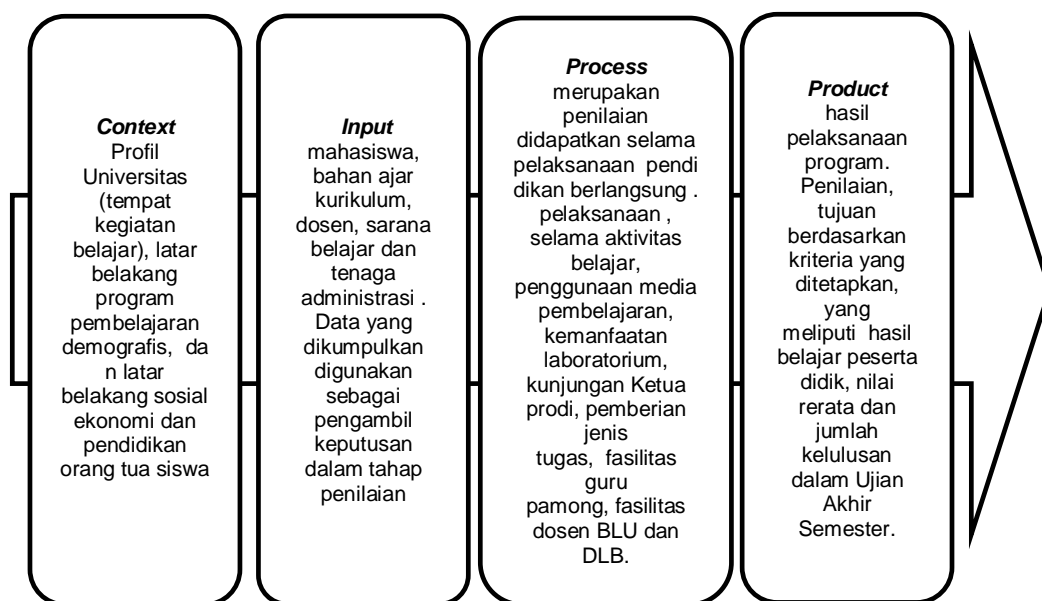 Context
Profil
Universitas
(tempat
kegiatan
belajar), latar
belakang
program
pembelajaran
demografis, da
n latar
belakang sosial
ekonomi dan
pendidikan
orang tua siswa
Input
mahasiswa,
bahan ajar
kurikulum,
dosen, sarana
belajar dan
tenaga
administrasi .
Data yang
dikumpulkan
digunakan
sebagai
pengambil
keputusan
dalam tahap
penilaian
Process
merupakan
penilaian
didapatkan selama
pelaksanaan pendi
dikan berlangsung .
pelaksanaan ,
selama aktivitas
belajar,
penggunaan media
pembelajaran,
kemanfaatan
laboratorium,
kunjungan Ketua
prodi, pemberian
jenis
tugas, fasilitas
guru
pamong, fasilitas
dosen BLU dan
DLB.
Product
hasil
pelaksanaan
program.
Penilaian,
tujuan
berdasarkan
kriteria yang
ditetapkan,
yang
meliputi hasil
belajar peserta
didik, nilai
rerata dan
jumlah
kelulusan
dalam Ujian
Akhir
Semester.